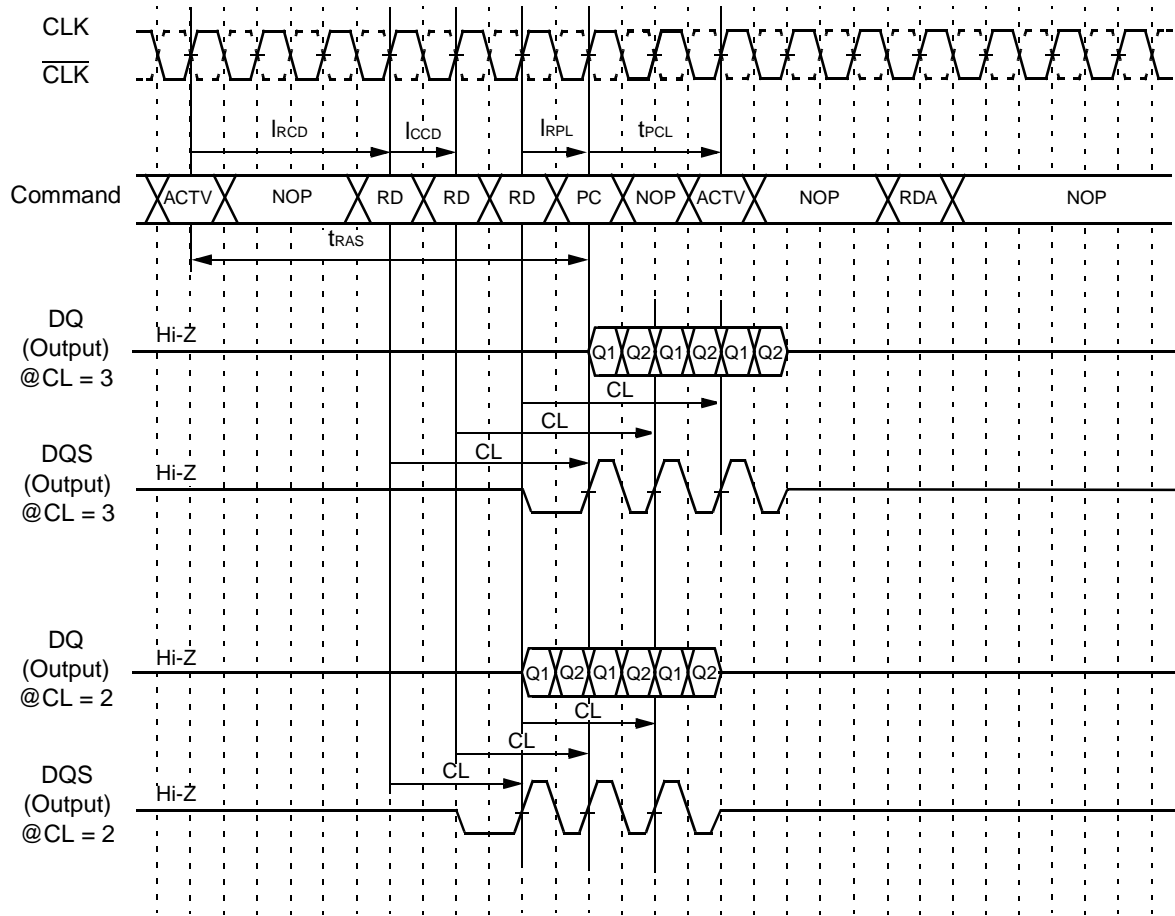 CLK
CLK
lRCD lCCD lRPL tPCL
Command ACTV NOP RD RD RD PC NOP ACTV NOP RDA NOP
tRAS
DQ
(Output)
@CL = 3
Hi-Z
Q1 Q2 Q1 Q2 Q1 Q2
CL
CL
CL
DQS
(Output)
@CL = 3
Hi-Z
DQ
(Output)
@CL = 2
Hi-Z
Q1 Q2 Q1 Q2 Q1 Q2
CL
CL
CL
DQS
(Output)
@CL = 2
Hi-Z